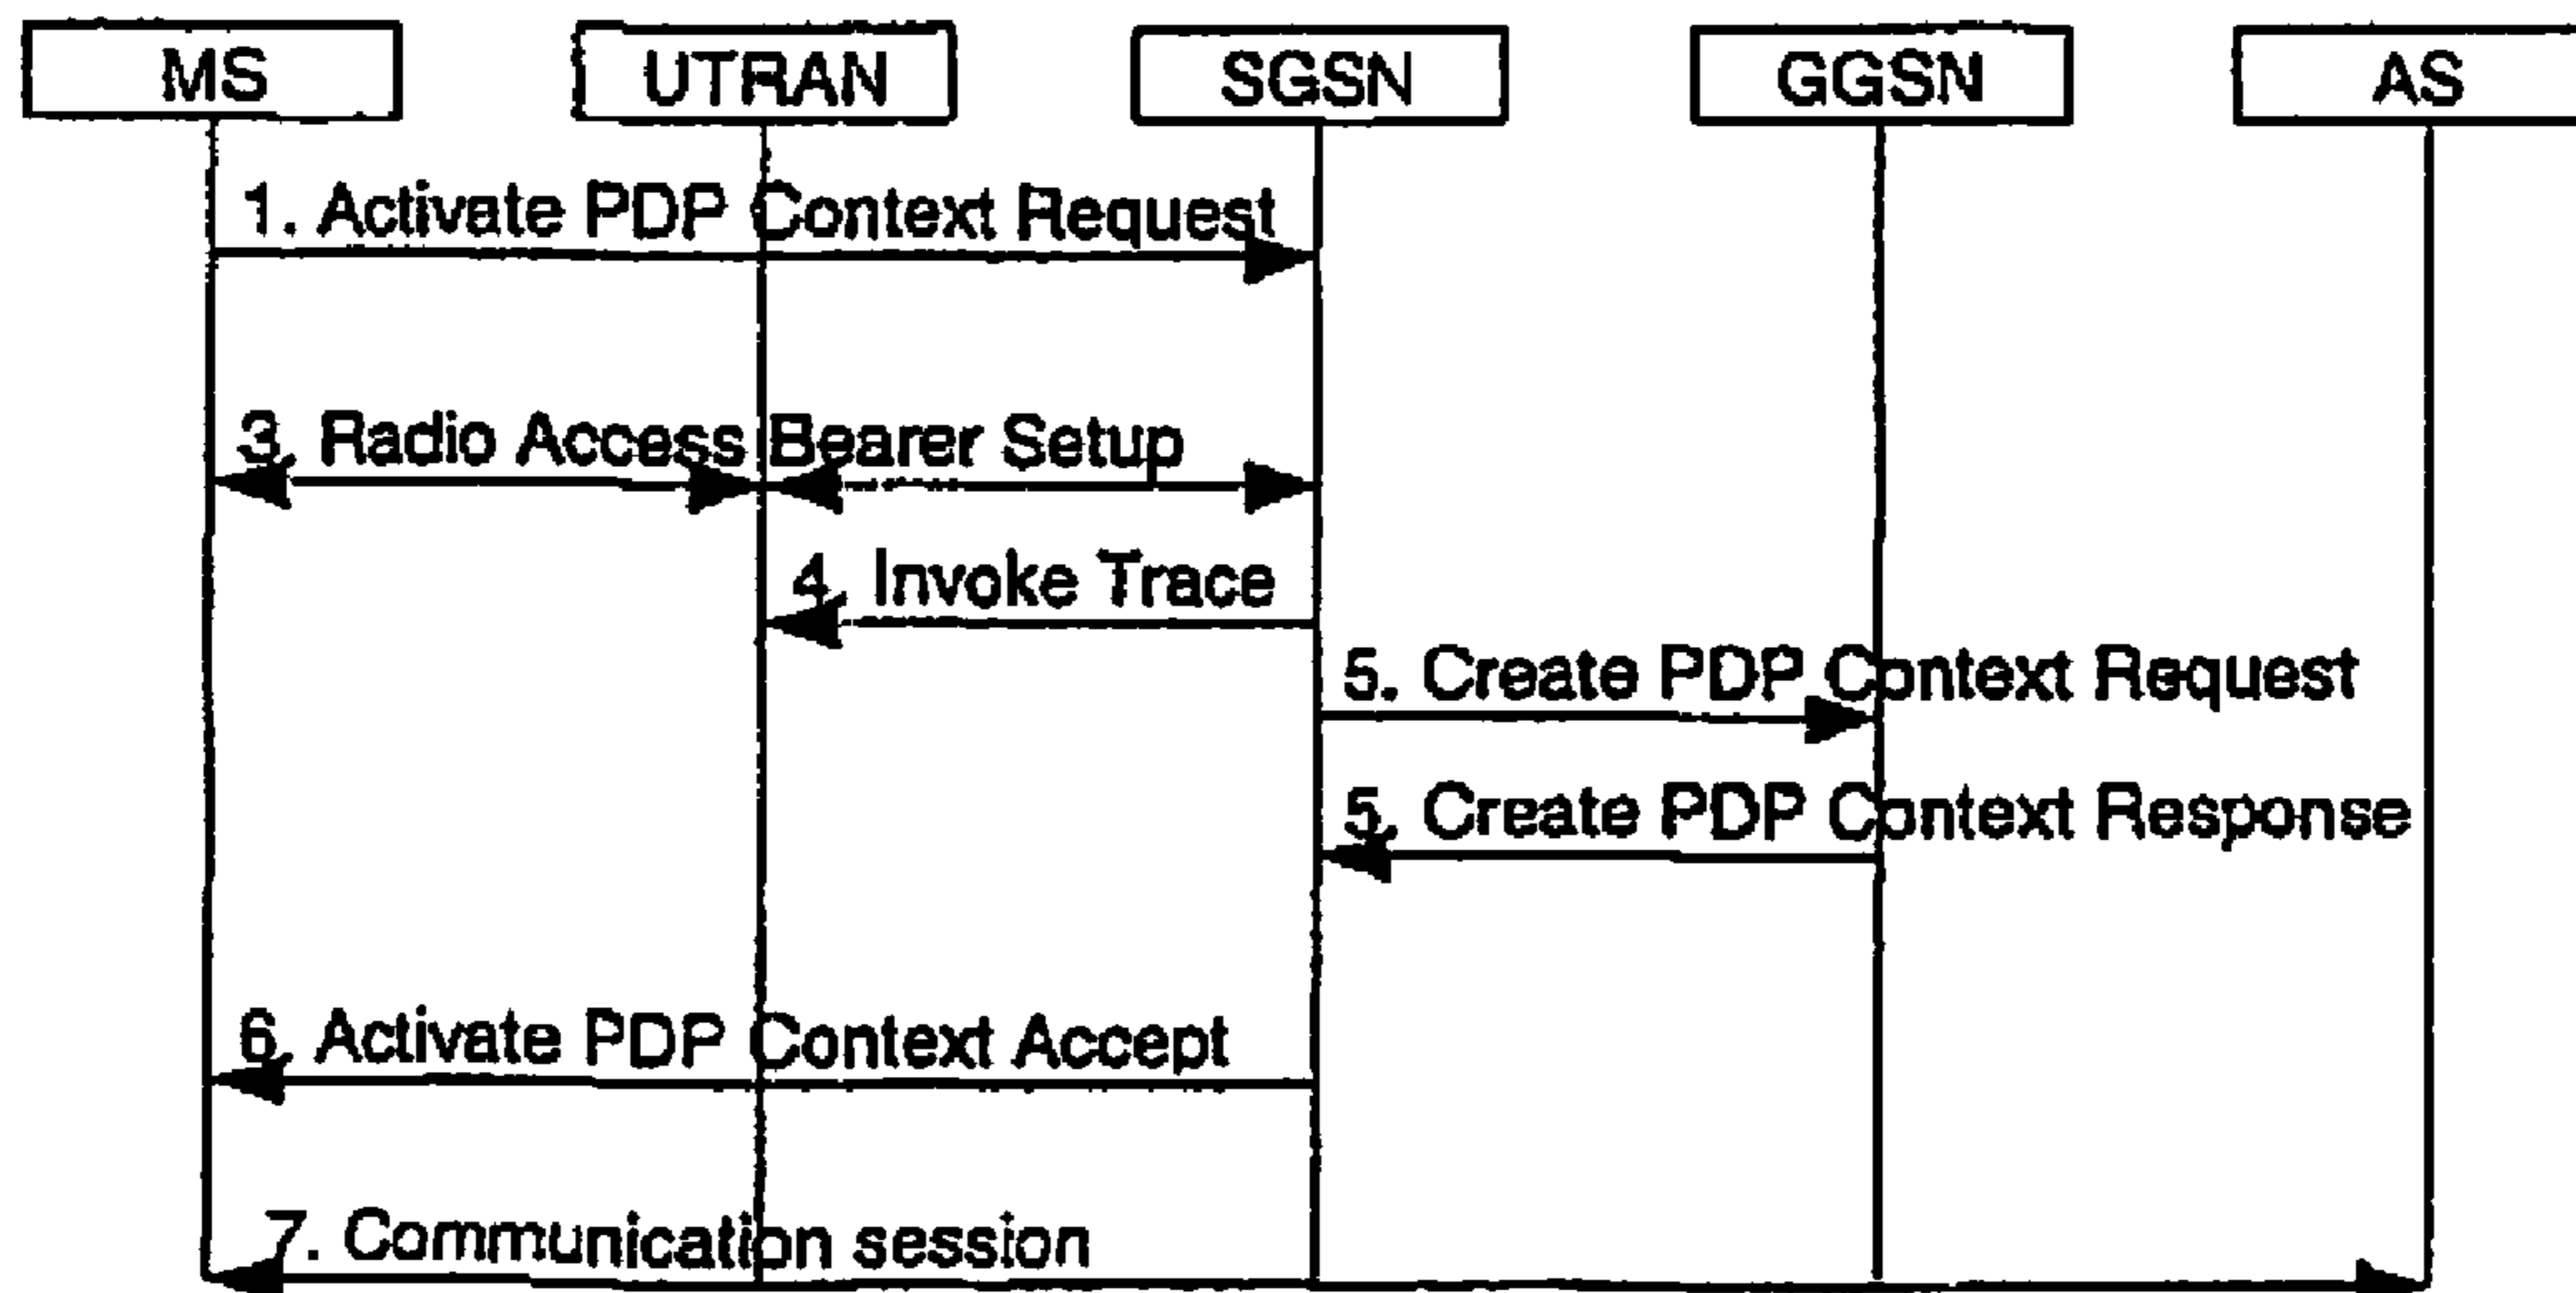 MS UTRAN SGSN GGSN AS
1. Activate PDP Context Request
3. Radio Access Bearer Setup
4. Invoke Trace
5. Create PDP Context Request
5. Create PDP Context Response
6. Activate PDP Context Accept
7. Communication session